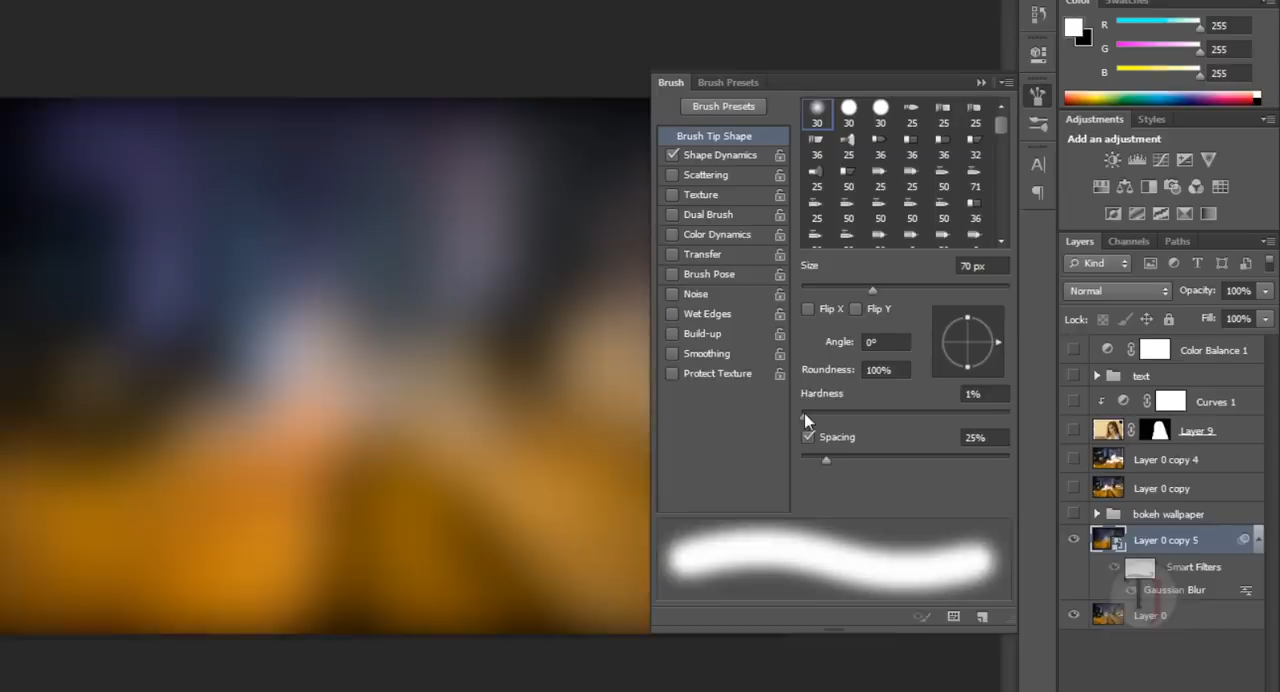 Color Swatches
R 255
G 255
B 255
Brush Brush Presets
Brush Presets
Brush Tip Shape
Shape Dynamics
Scattering
Texture
Dual Brush
Color Dynamics
Transfer
Brush Pose
Noise
Wet Edges
Build-up
Smoothing
Protect Texture
30 30 30 25 25 25
36 25 36 36 36 32
25 50 25 25 50 71
25 50 50 50 50 36
Size 70 px
Flip X Flip Y
Angle: 0°
Roundness: 100%
Hardness 1%
Spacing 25%
A
Adjustments Styles
Add an adjustment
Layers Channels Paths
Kind T
Normal Opacity: 100%
Lock: Fill: 100%
Color Balance 1
text
Curves 1
Layer 9
Layer 0 copy 4
Layer 0 copy
bokeh wallpaper
Layer 0 copy 5
Smart Filters
Gaussian Blur
Layer 0